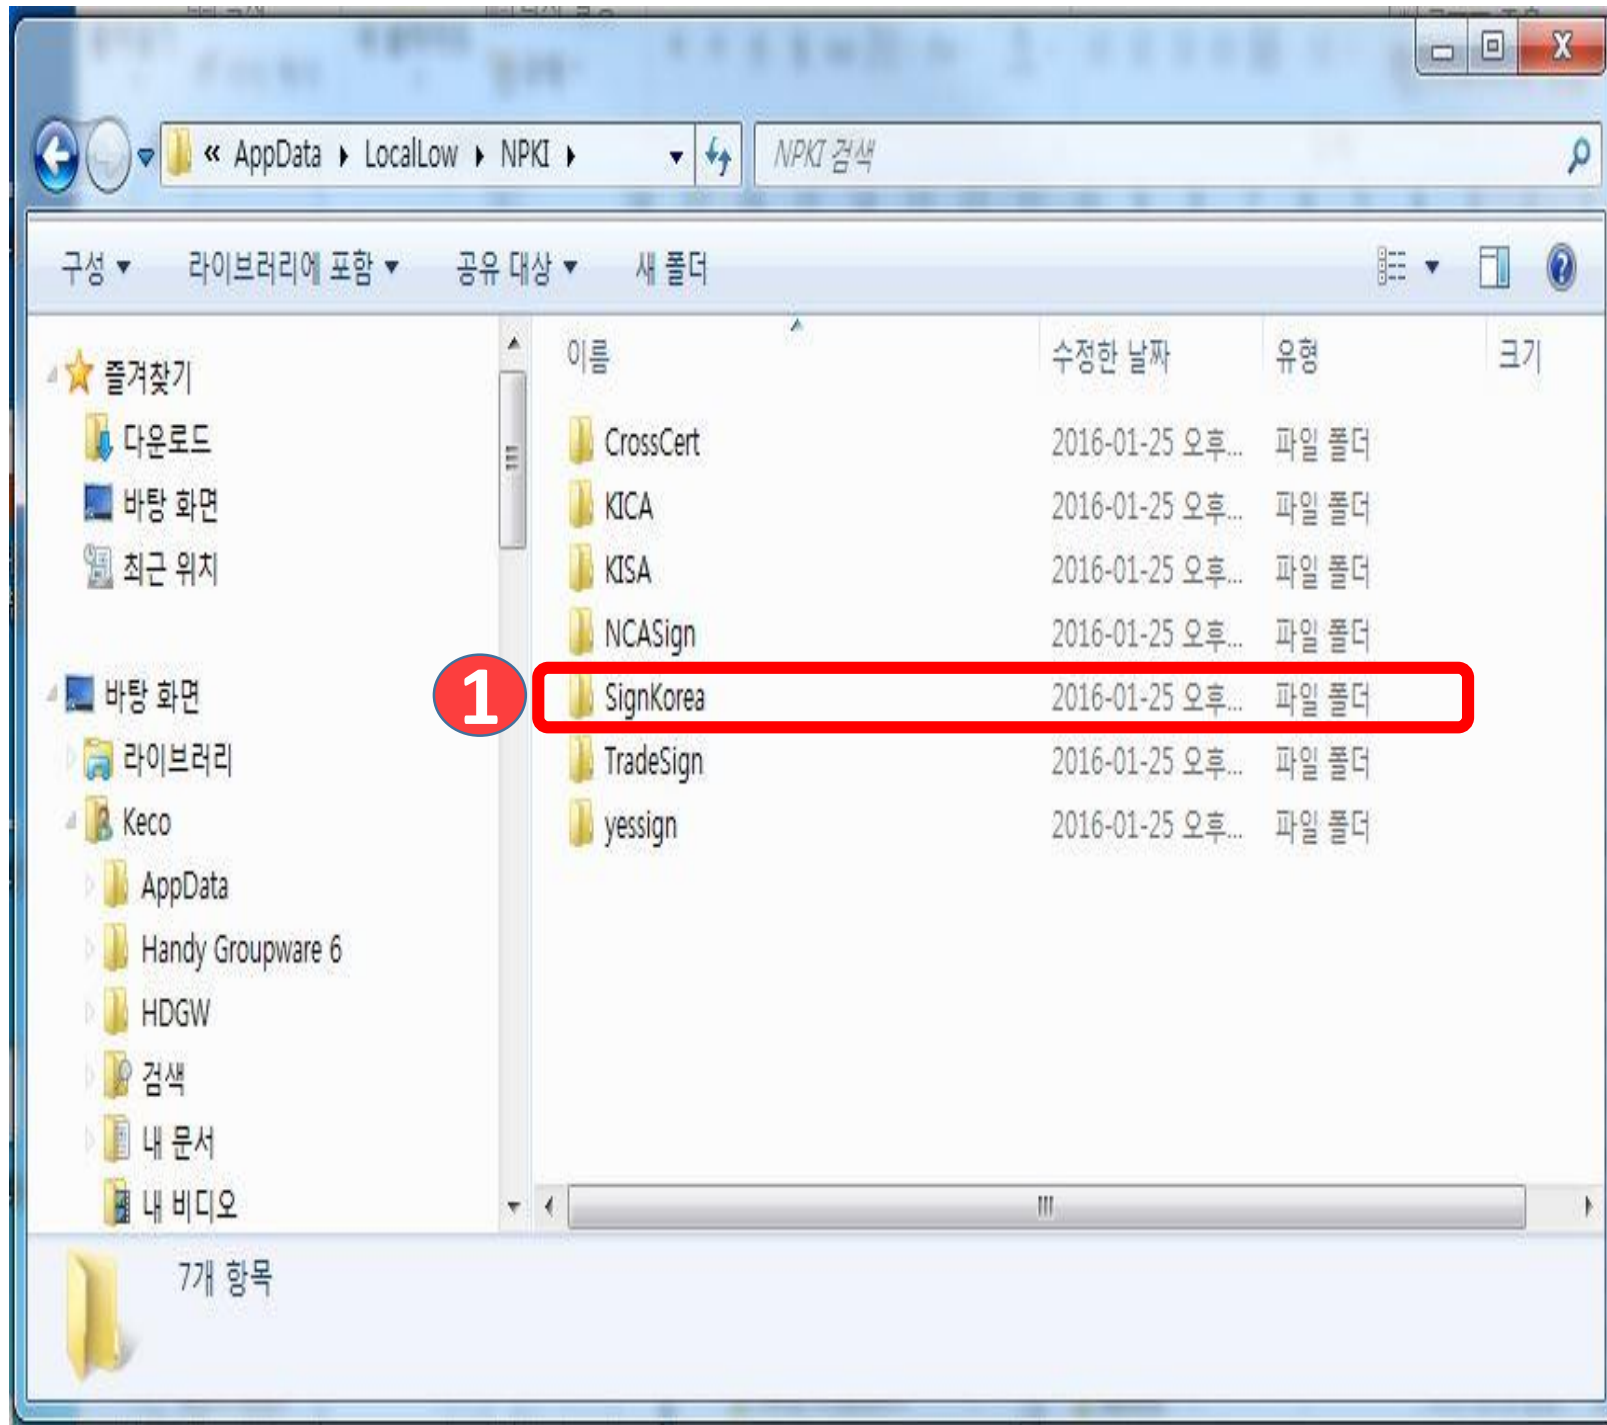 « AppData ▸ LocalLow ▸ NPKI ▸
NPKI 검색
구성 라이브러리에 포함 공유 대상 새 폴더
이름 수정한 날짜 유형 크기
즐겨찾기
다운로드
바탕 화면
최근 위치
바탕 화면
라이브러리
Keco
AppData
Handy Groupware 6
HDGW
검색
내 문서
내 비디오
CrossCert 2016-01-25 오후... 파일 폴더
KICA 2016-01-25 오후... 파일 폴더
KISA 2016-01-25 오후... 파일 폴더
NCASign 2016-01-25 오후... 파일 폴더
1 SignKorea 2016-01-25 오후... 파일 폴더
TradeSign 2016-01-25 오후... 파일 폴더
yessign 2016-01-25 오후... 파일 폴더
7개 항목